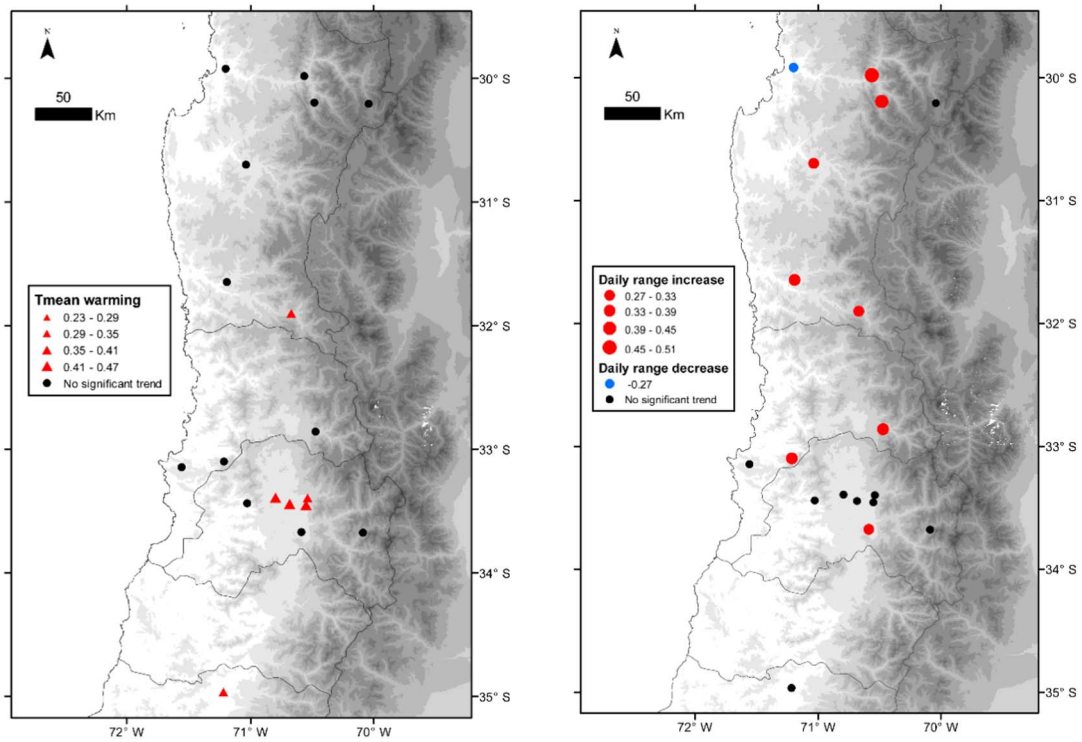 N
50
Km
Tmean warming
0.23 - 0.29
0.29 - 0.35
0.35 - 0.41
0.41 - 0.47
No significant trend
30° S
31° S
32° S
33° S
34° S
35° S
72° W
71° W
70° W
N
50
Km
Daily range increase
0.27 - 0.33
0.33 - 0.39
0.39 - 0.45
0.45 - 0.51
Daily range decrease
-0.27
No significant trend
30° S
31° S
32° S
33° S
34° S
35° S
72° W
71° W
70° W